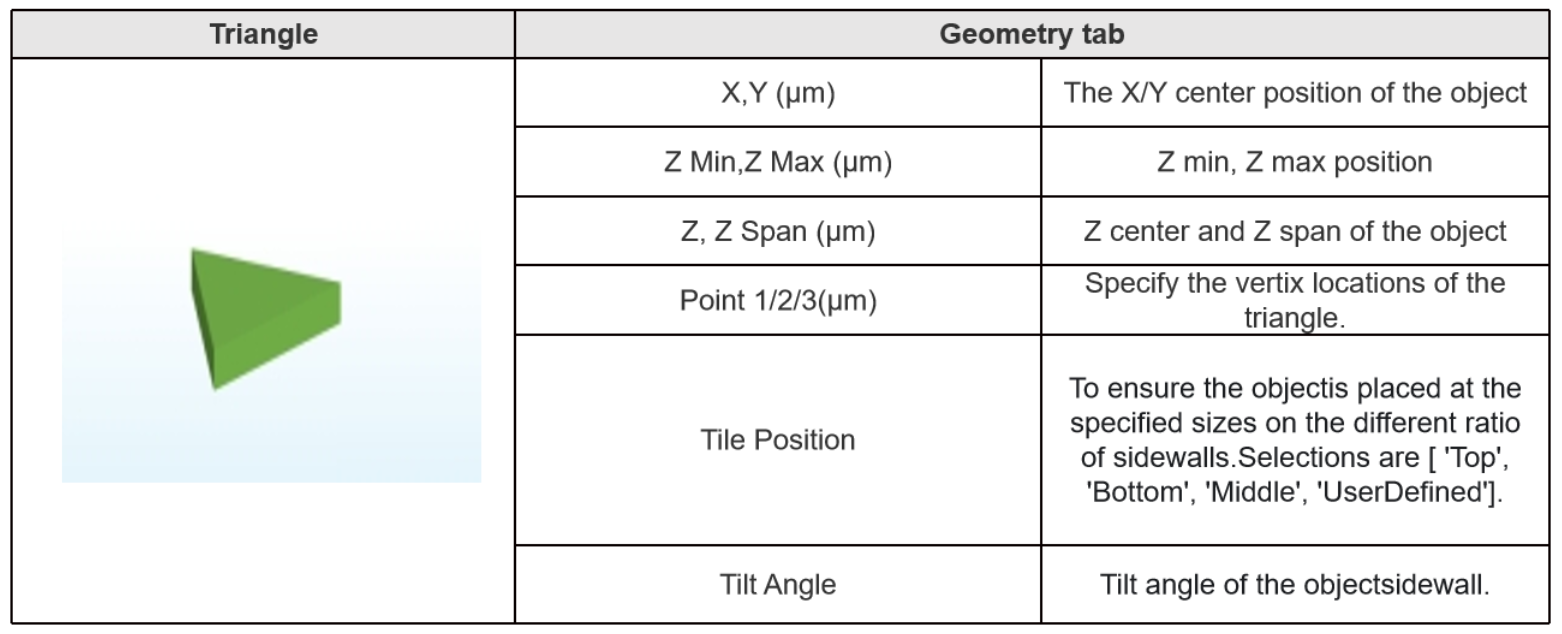 Triangle
Geometry tab
X,Y (μm)
The X/Y center position of the object
Z Min,Z Max (μm)
Z min, Z max position
Z, Z Span (μm)
Z center and Z span of the object
Point 1/2/3(μm)
Specify the vertix locations of the
triangle.
Tile Position
To ensure the objectis placed at the
specified sizes on the different ratio
of sidewalls.Selections are [ 'Top',
'Bottom', 'Middle', 'UserDefined'].
Tilt Angle
Tilt angle of the objectsidewall.